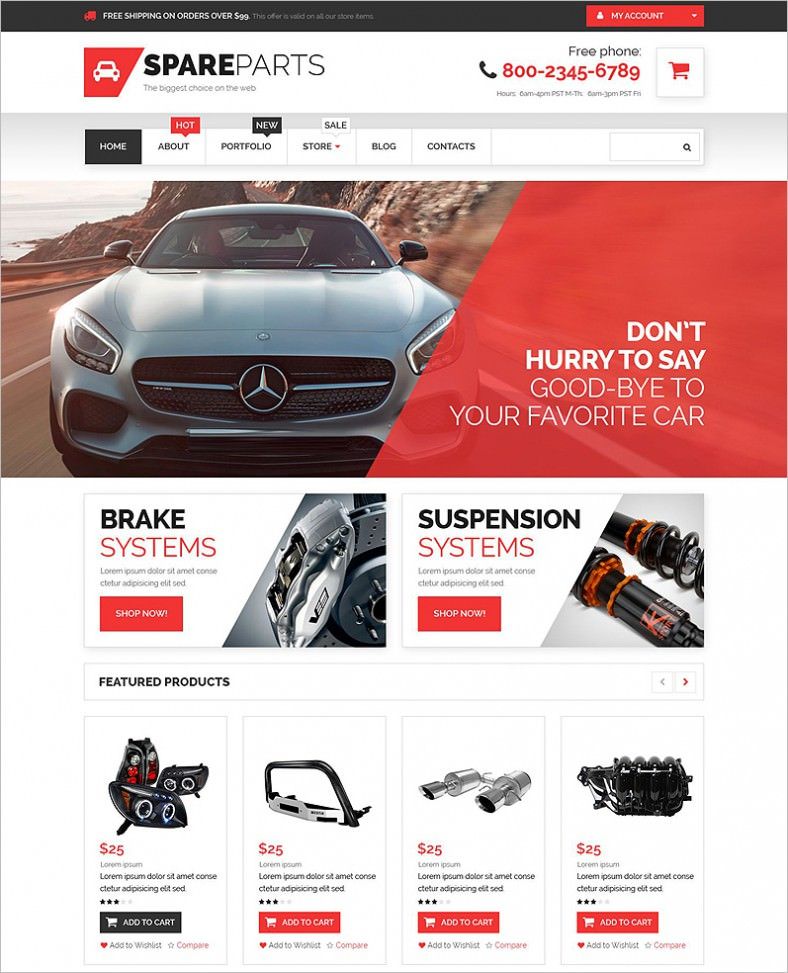 FREE SHIPPING ON ORDERS OVER $99. This offer is valid on all our store items.
MY ACCOUNT
SPAREPARTS
The biggest choice on the web
Free phone:
800-2345-6789
Hours: 6am-4pm PST M-Th; 6am-3pm PST Fri
HOT
NEW
SALE
HOME
ABOUT
PORTFOLIO
STORE
BLOG
CONTACTS
DON'T
HURRY TO SAY
GOOD-BYE TO
YOUR FAVORITE CAR
BRAKE
SYSTEMS
Lorem ipsum dolor sit amet conse
ctetur adipisicing elit sed.
SHOP NOW!
SUSPENSION
SYSTEMS
Lorem ipsum dolor sit amet conse
ctetur adipisicing elit sed.
SHOP NOW!
FEATURED PRODUCTS
$25
Lorem ipsum
Lorem ipsum dolor sit amet conse
ctetur adipisicing elit sed.
ADD TO CART
Add to Wishlist
Compare
$25
Lorem ipsum
Lorem ipsum dolor sit amet conse
ctetur adipisicing elit sed.
ADD TO CART
Add to Wishlist
Compare
$25
Lorem ipsum
Lorem ipsum dolor sit amet conse
ctetur adipisicing elit sed.
ADD TO CART
Add to Wishlist
Compare
$25
Lorem ipsum
Lorem ipsum dolor sit amet conse
ctetur adipisicing elit sed.
ADD TO CART
Add to Wishlist
Compare